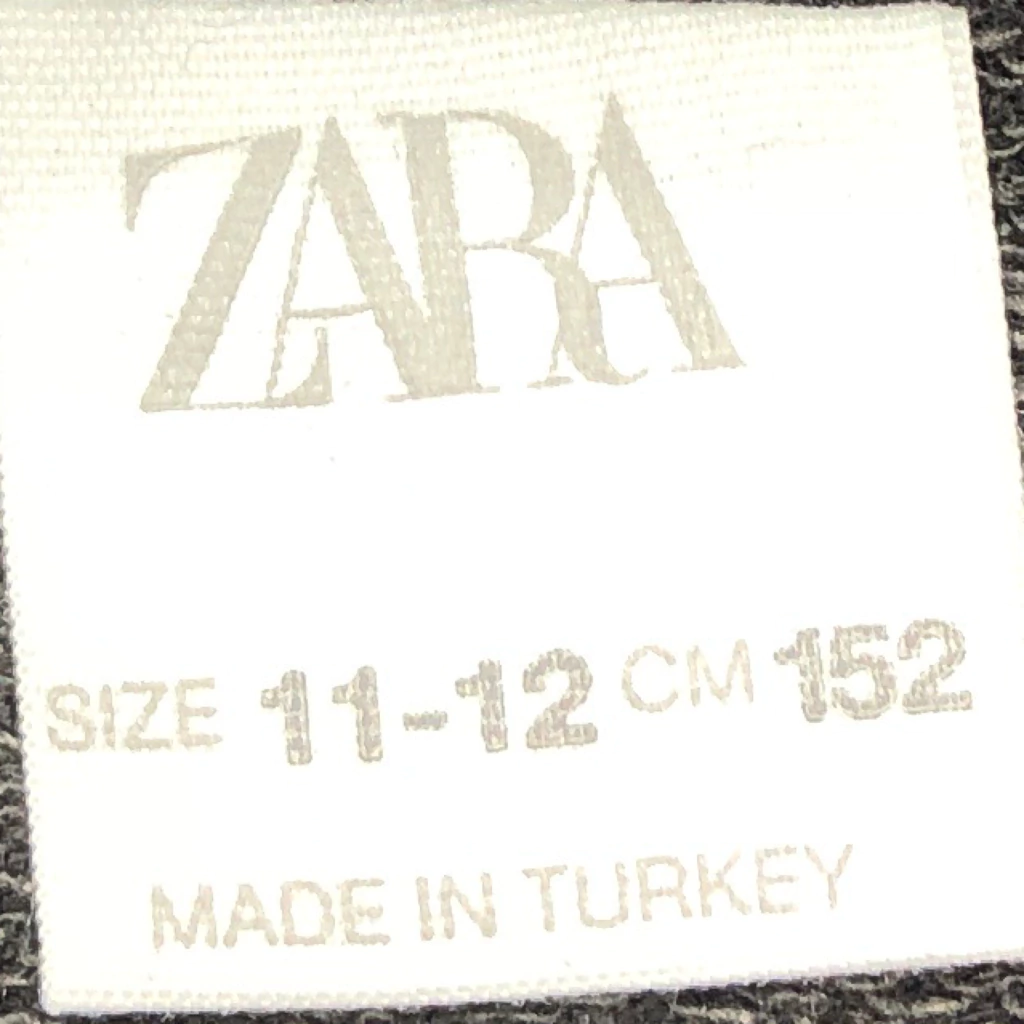 ZARA
SIZE 11-12 CM 152
MADE IN TURKEY